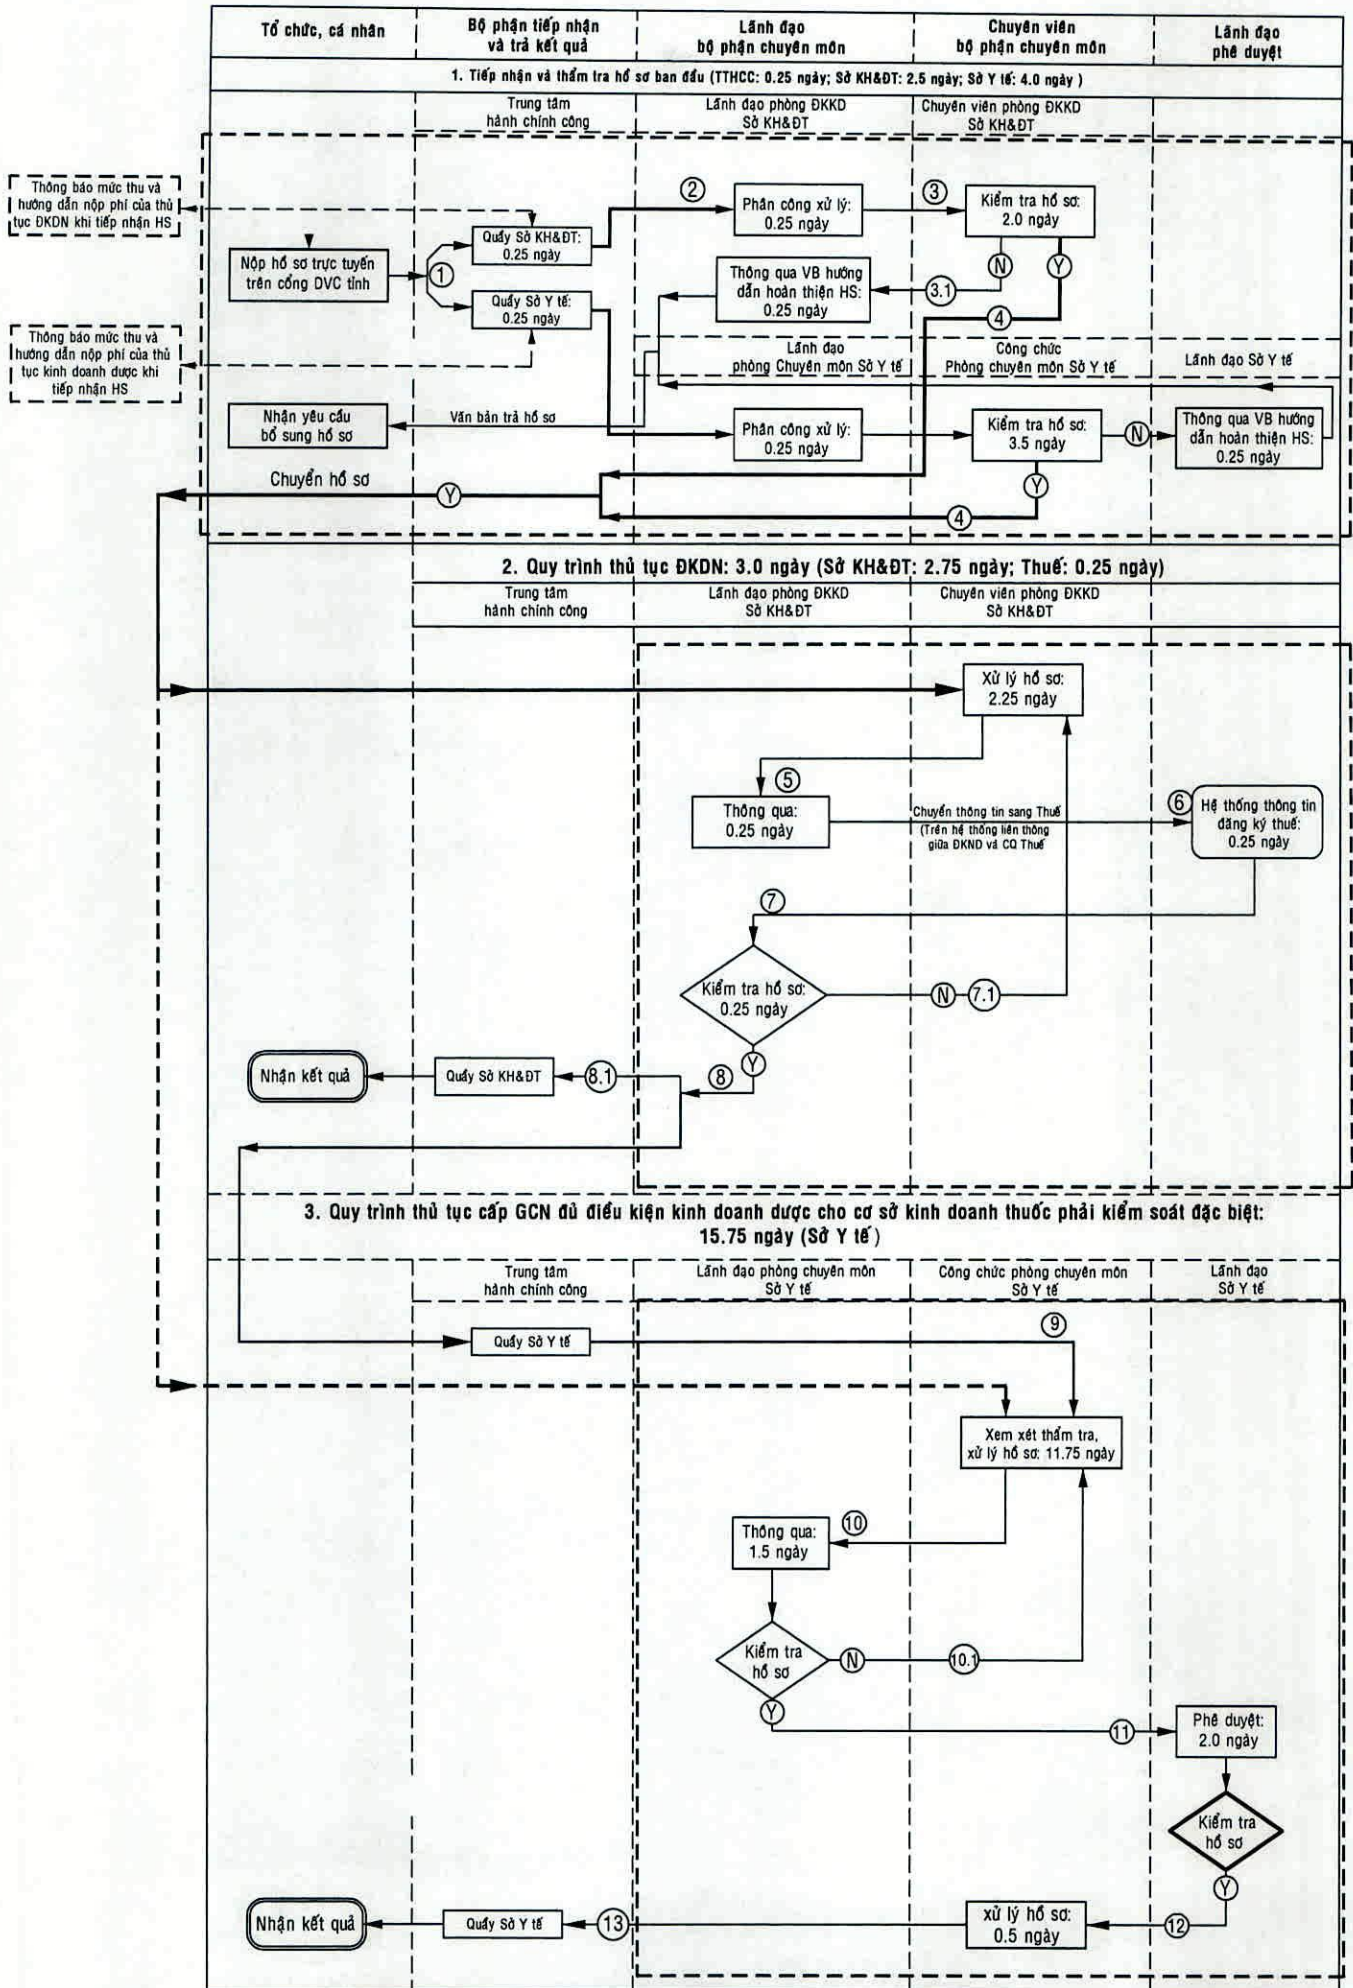 Tổ chức, cá nhân
Bộ phận tiếp nhận
và trả kết quả
Lãnh đạo
bộ phận chuyên môn
Chuyên viên
bộ phận chuyên môn
Lãnh đạo
phê duyệt
1. Tiếp nhận và thẩm tra hồ sơ ban đầu (TTHCC: 0.25 ngày; Sở KH&ĐT: 2.5 ngày; Sở Y tế: 4.0 ngày )
Trung tâm
hành chính công
Lãnh đạo phòng ĐKKD
Sở KH&ĐT
Chuyên viên phòng ĐKKD
Sở KH&ĐT
Thông báo mức thu và
hướng dẫn nộp phí của thủ
tục ĐKDN khi tiếp nhận HS
2
Phân công xử lý:
0.25 ngày
3
Kiểm tra hồ sơ:
2.0 ngày
Nộp hồ sơ trực tuyến
trên cổng DVC tỉnh
1
Quầy Sở KH&ĐT:
0.25 ngày
Quầy Sở Y tế:
0.25 ngày
Thông qua VB hướng
dẫn hoàn thiện HS:
0.25 ngày
3.1
N
Y
4
Thông báo mức thu và
hướng dẫn nộp phí của thủ
tục kinh doanh dược khi
tiếp nhận HS
Lãnh đạo
phòng Chuyên môn Sở Y tế
Công chức
Phòng chuyên môn Sở Y tế
Lãnh đạo Sở Y tế
Nhận yêu cầu
bổ sung hồ sơ
Văn bản trả hồ sơ
Phân công xử lý:
0.25 ngày
Kiểm tra hồ sơ:
3.5 ngày
N
Thông qua VB hướng
dẫn hoàn thiện HS:
0.25 ngày
Chuyển hồ sơ
Y
Y
4
2. Quy trình thủ tục ĐKDN: 3.0 ngày (Sở KH&ĐT: 2.75 ngày; Thuế: 0.25 ngày)
Trung tâm
hành chính công
Lãnh đạo phòng ĐKKD
Sở KH&ĐT
Chuyên viên phòng ĐKKD
Sở KH&ĐT
Xử lý hồ sơ:
2.25 ngày
5
Thông qua:
0.25 ngày
Chuyển thông tin sang Thuế
(Trên hệ thống liên thông
giữa ĐKND và CQ Thuế
6
Hệ thống thông tin
đăng ký thuế:
0.25 ngày
7
Kiểm tra hồ sơ:
0.25 ngày
N
7.1
Y
8
8.1
Quầy Sở KH&ĐT
Nhận kết quả
3. Quy trình thủ tục cấp GCN đủ điều kiện kinh doanh dược cho cơ sở kinh doanh thuốc phải kiểm soát đặc biệt:
15.75 ngày (Sở Y tế )
Trung tâm
hành chính công
Lãnh đạo phòng chuyên môn
Sở Y tế
Công chức phòng chuyên môn
Sở Y tế
Lãnh đạo
Sở Y tế
Quầy Sở Y tế
9
Xem xét thẩm tra,
xử lý hồ sơ: 11.75 ngày
Thông qua:
1.5 ngày
10
Kiểm tra
hồ sơ
N
10.1
Y
11
Phê duyệt:
2.0 ngày
Kiểm tra
hồ sơ
Y
Nhận kết quả
Quầy Sở Y tế
13
xử lý hồ sơ:
0.5 ngày
12